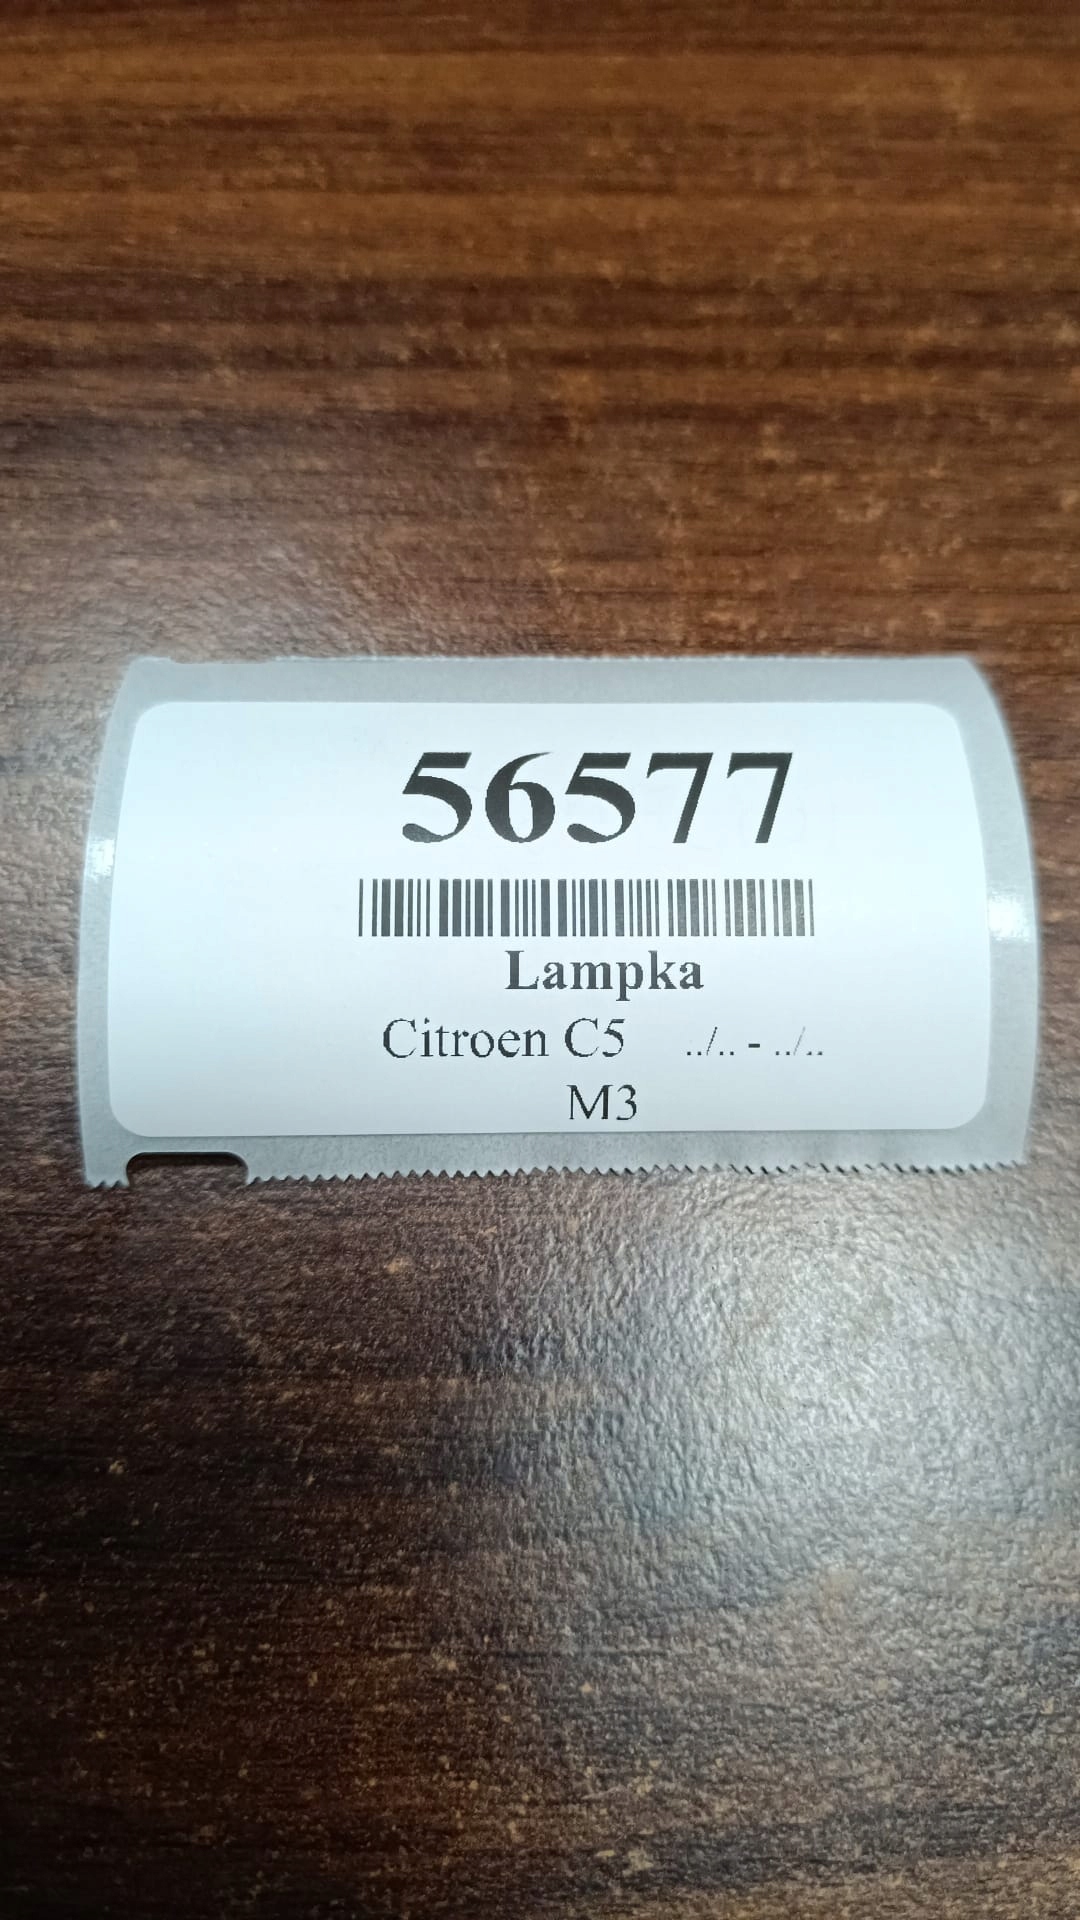 56577
Lampka
Citroen C5 ../.. - ../..
M3